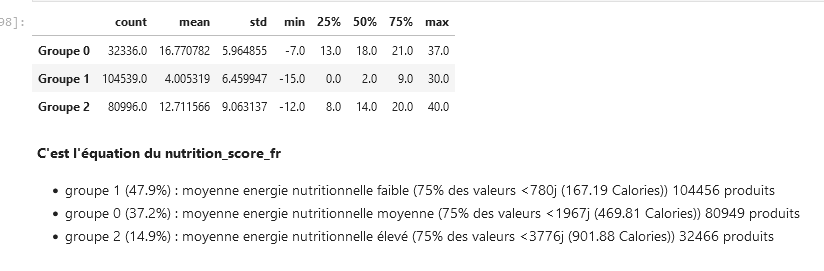 98]:
count mean std min 25% 50% 75% max
Groupe 0 32336.0 16.770782 5.964855 -7.0 13.0 18.0 21.0 37.0
Groupe 1 104539.0 4.005319 6.459947 -15.0 0.0 2.0 9.0 30.0
Groupe 2 80996.0 12.711566 9.063137 -12.0 8.0 14.0 20.0 40.0
C'est l'équation du nutrition_score_fr
• groupe 1 (47.9%) : moyenne energie nutritionnelle faible (75% des valeurs <780j (167.19 Calories)) 104456 produits
• groupe 0 (37.2%) : moyenne energie nutritionnelle moyenne (75% des valeurs <1967j (469.81 Calories)) 80949 produits
• groupe 2 (14.9%) : moyenne energie nutritionnelle élevé (75% des valeurs <3776j (901.88 Calories)) 32466 produits